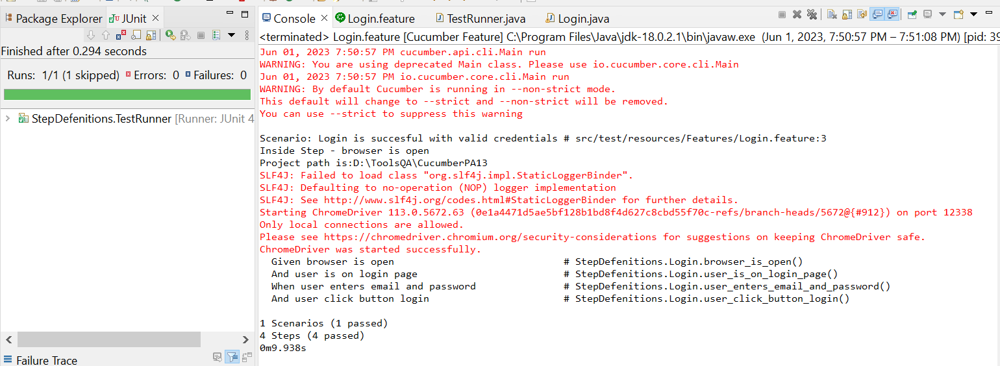 Package Explorer
JUnit
Finished after 0.294 seconds
Runs: 1/1 (1 skipped) Errors: 0 Failures: 0
StepDefenitions.TestRunner [Runner: JUnit 4
Failure Trace
Console Login.feature TestRunner.java Login.java
<terminated> Login.feature [Cucumber Feature] C:\Program Files\Java\jdk-18.0.2.1\bin\javaw.exe (Jun 1, 2023, 7:50:57 PM – 7:51:08 PM) [pid: 39
Jun 01, 2023 7:50:57 PM cucumber.api.cli.Main run
WARNING: You are using deprecated Main class. Please use io.cucumber.core.cli.Main
Jun 01, 2023 7:50:57 PM io.cucumber.core.cli.Main run
WARNING: By default Cucumber is running in --non-strict mode.
This default will change to --strict and --non-strict will be removed.
You can use --strict to suppress this warning
Scenario: Login is succesful with valid credentials # src/test/resources/Features/Login.feature:3
Inside Step - browser is open
Project path is:D:\ToolsQA\CucumberPA13
SLF4J: Failed to load class "org.slf4j.impl.StaticLoggerBinder".
SLF4J: Defaulting to no-operation (NOP) logger implementation
SLF4J: See http://www.slf4j.org/codes.html#StaticLoggerBinder for further details.
Starting ChromeDriver 113.0.5672.63 (0e1a4471d5ae5bf128b1bd8f4d627c8cbd55f70c-refs/branch-heads/5672@{#912}) on port 12338
Only local connections are allowed.
Please see https://chromedriver.chromium.org/security-considerations for suggestions on keeping ChromeDriver safe.
ChromeDriver was started successfully.
Given browser is open # StepDefenitions.Login.browser_is_open()
And user is on login page # StepDefenitions.Login.user_is_on_login_page()
When user enters email and password # StepDefenitions.Login.user_enters_email_and_password()
And user click button login # StepDefenitions.Login.user_click_button_login()
1 Scenarios (1 passed)
4 Steps (4 passed)
0m9.938s